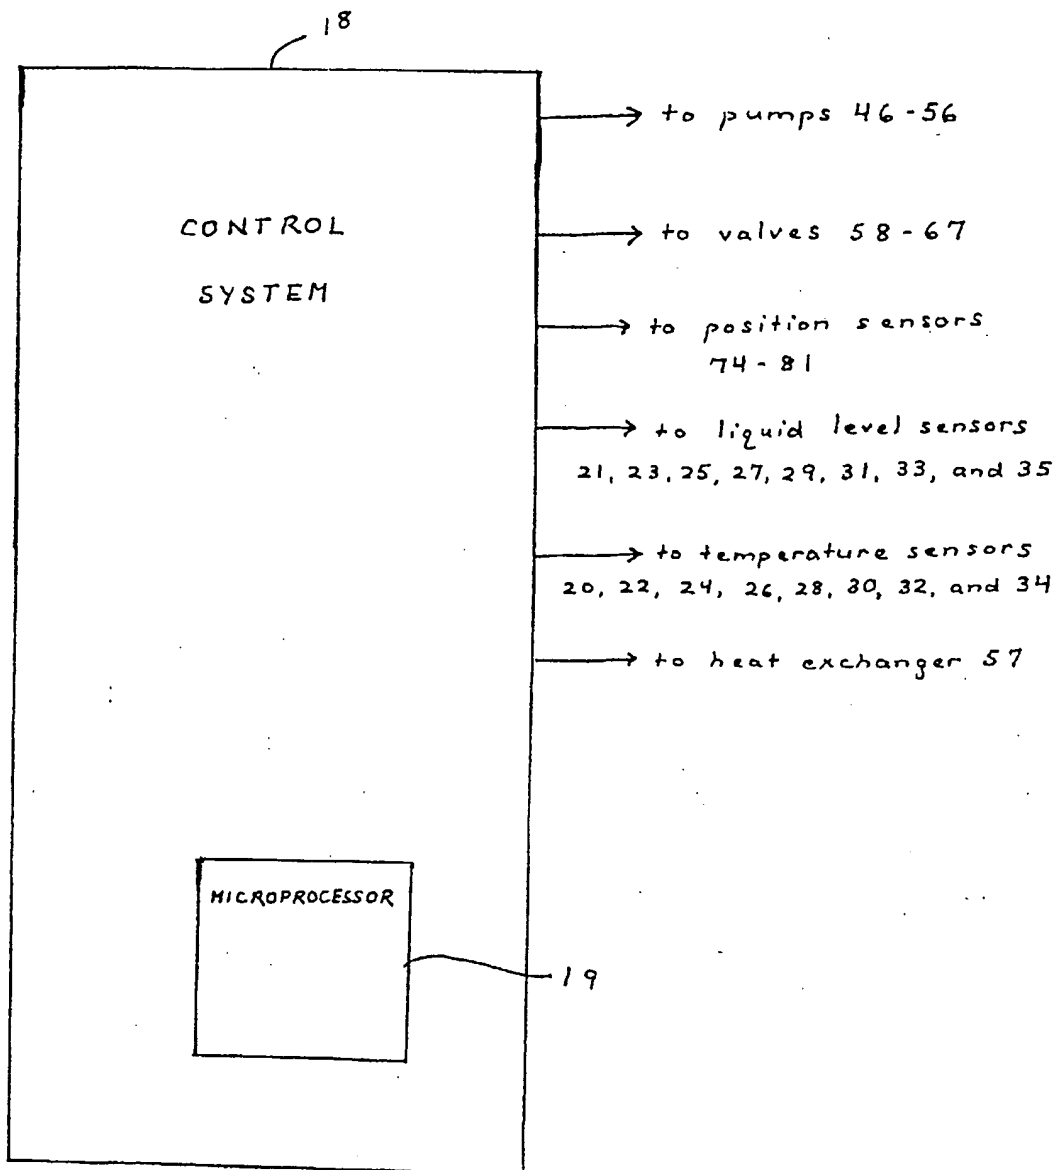 18
to pumps 46-56
CONTROL
to valves 58-67
SYSTEM
to position sensors
74-81
to liquid level sensors
21, 23, 25, 27, 29, 31, 33, and 35
to temperature sensors
20, 22, 24, 26, 28, 30, 32, and 34
to heat exchanger 57
MICROPROCESSOR
19